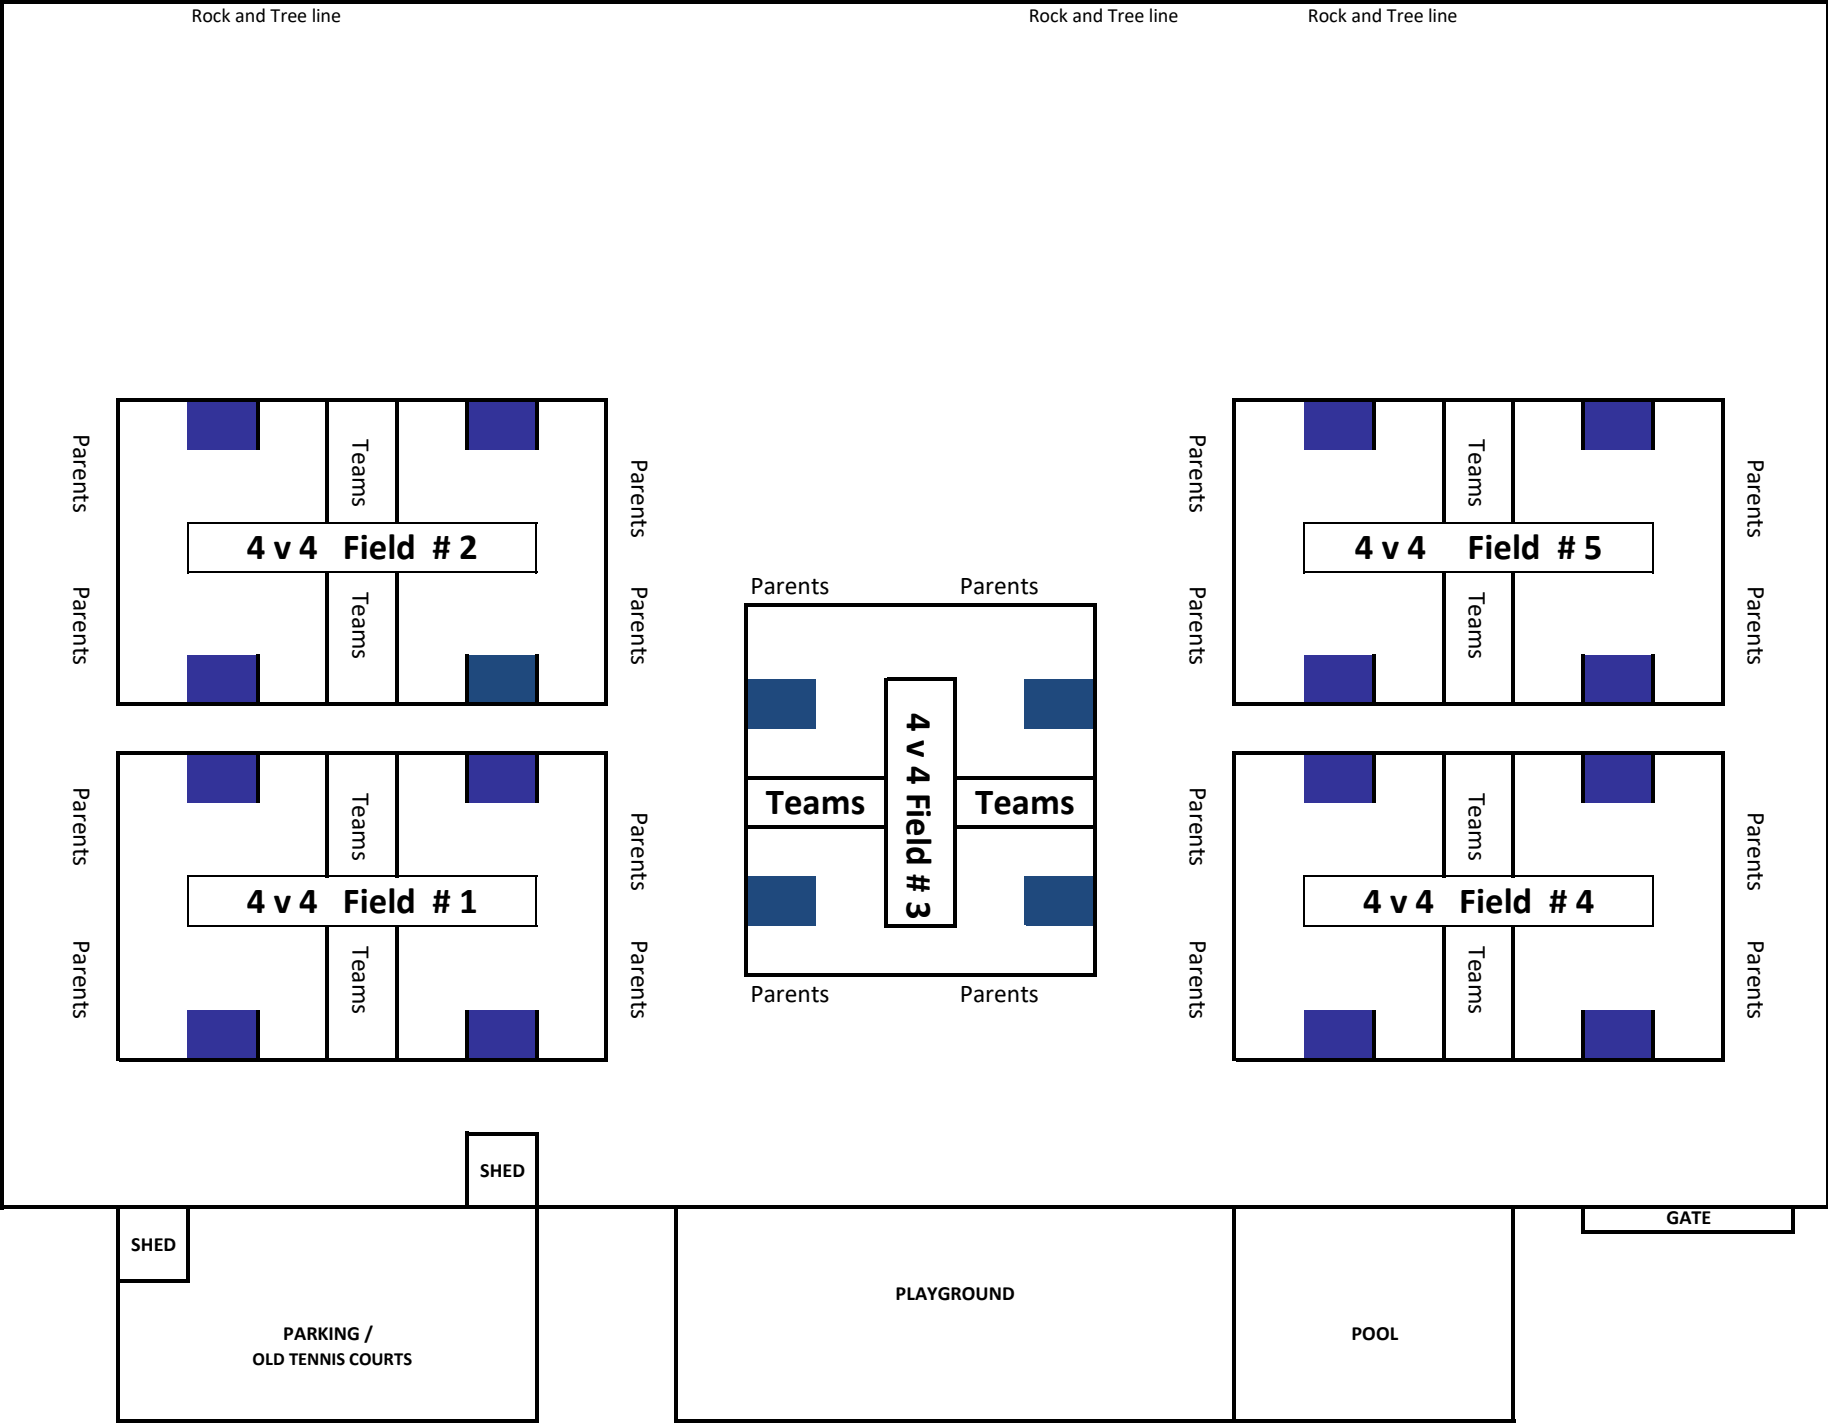 Rock and Tree line
Rock and Tree line
Rock and Tree line
Parents
Teams
Parents
Parents
Teams
Parents
4 v 4 Field # 2
4 v 4 Field # 5
Parents
Teams
Parents
Parents
Teams
Parents
Parents
Parents
4 v 4 Field # 3
Teams
Teams
Parents
Parents
Parents
Teams
Parents
Parents
Teams
Parents
4 v 4 Field # 1
4 v 4 Field # 4
Parents
Teams
Parents
Parents
Teams
Parents
SHED
SHED
GATE
PLAYGROUND
PARKING /
OLD TENNIS COURTS
POOL